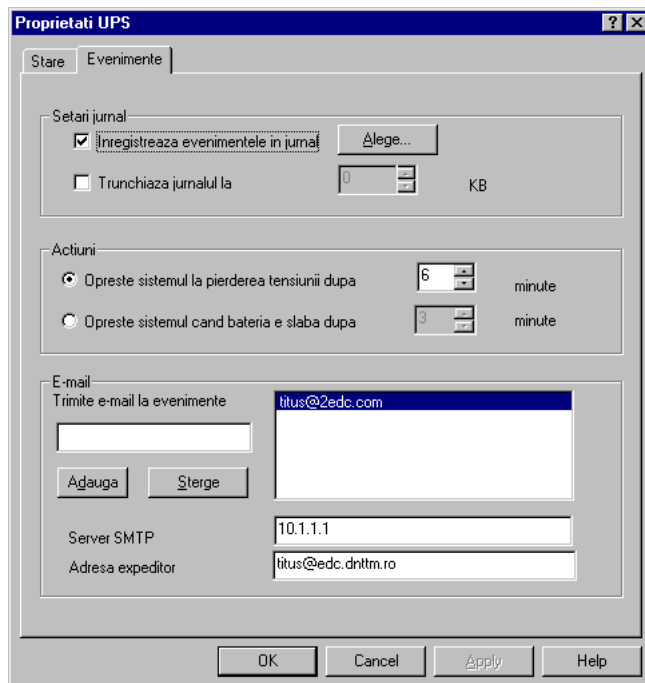 Proprietati UPS
Stare
Evenimente
Setari jurnal
Inregistreaza evenimentele in jurnal
Alege...
Trunchiaza jurnalul la
0
KB
Actiuni
Opreste sistemul la pierderea tensiunii dupa
6
minute
Opreste sistemul cand bateria e slaba dupa
3
minute
E-mail
Trimite e-mail la evenimente
titus@2edc.com
Adauga
Sterge
Server SMTP
10.1.1.1
Adresa expeditor
titus@edc.dnttm.ro
OK
Cancel
Apply
Help